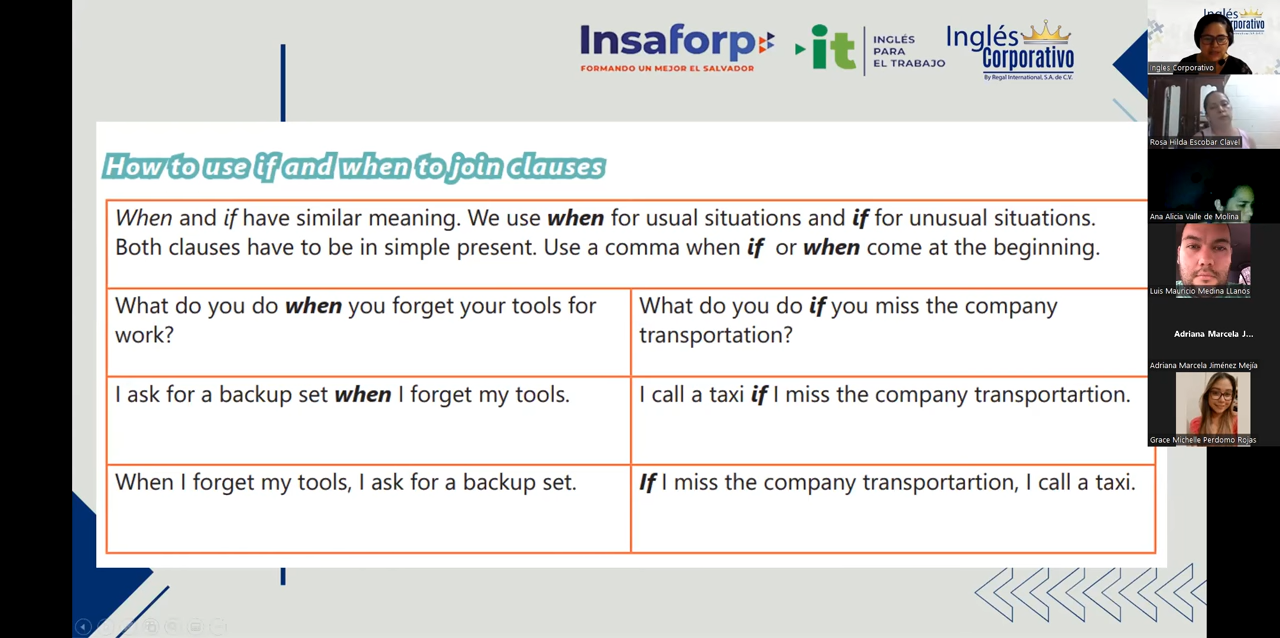 Insaforp
FORMANDO UN MEJOR EL SALVADOR
it
INGLÉS
PARA
EL TRABAJO
Inglés
Corporativo
By Regal International, S.A. de C.V.
How to use if and when to join clauses
When and if have similar meaning. We use when for usual situations and if for unusual situations.
Both clauses have to be in simple present. Use a comma when if or when come at the beginning.
What do you do when you forget your tools for
work?
What do you do if you miss the company
transportation?
I ask for a backup set when I forget my tools.
I call a taxi if I miss the company transportartion.
When I forget my tools, I ask for a backup set.
If I miss the company transportartion, I call a taxi.
Ingles Corporativo
Rosa Hilda Escobar Clavel
Ana Alicia Valle de Molina
Luis Mauricio Medina LLanos
Adriana Marcela J...
Adriana Marcela Jiménez Mejía
Grace Michelle Perdomo Rojas